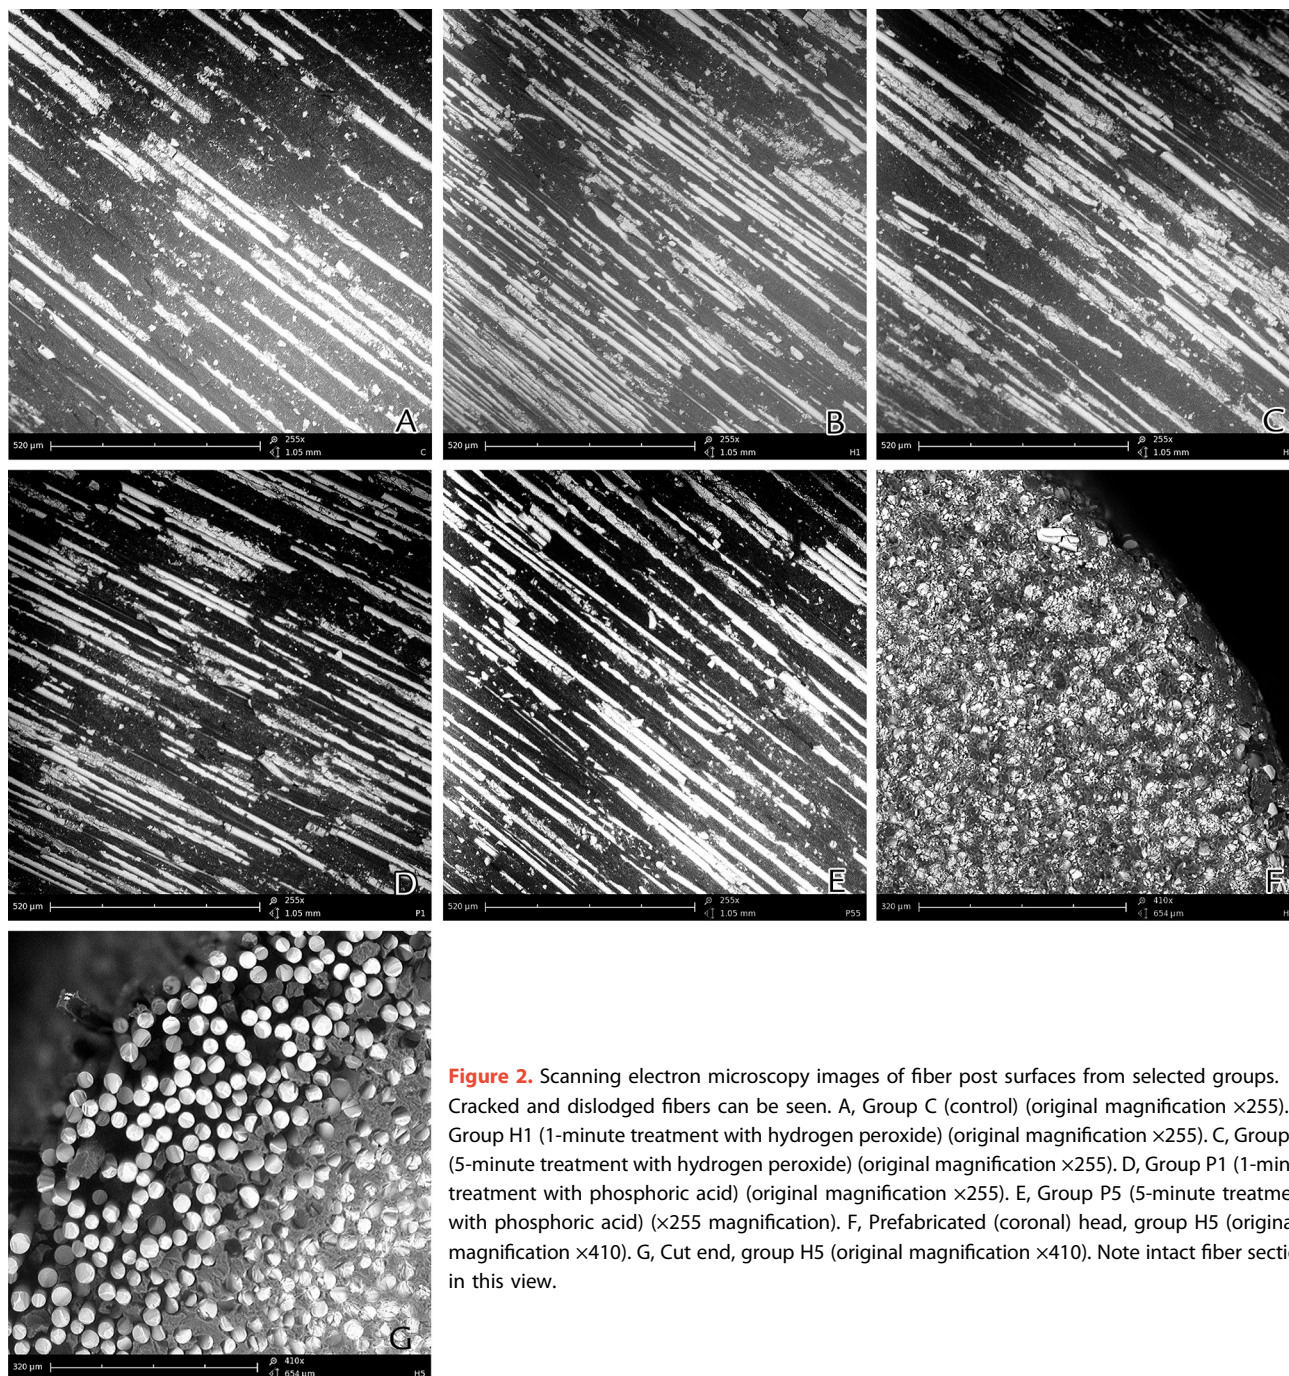 A
520 µm 255x 1.05 mm C
B
520 µm 255x 1.05 mm H1
C
520 µm 255x 1.05 mm H
D
520 µm 255x 1.05 mm P1
E
520 µm 255x 1.05 mm P55
F
320 µm 410x 654 µm H
G
320 µm 410x 654 µm H5
Figure 2. Scanning electron microscopy images of fiber post surfaces from selected groups.
Cracked and dislodged fibers can be seen. A, Group C (control) (original magnification ×255).
Group H1 (1-minute treatment with hydrogen peroxide) (original magnification ×255). C, Group
(5-minute treatment with hydrogen peroxide) (original magnification ×255). D, Group P1 (1-min
treatment with phosphoric acid) (original magnification ×255). E, Group P5 (5-minute treatme
with phosphoric acid) (×255 magnification). F, Prefabricated (coronal) head, group H5 (origina
magnification ×410). G, Cut end, group H5 (original magnification ×410). Note intact fiber secti
in this view.